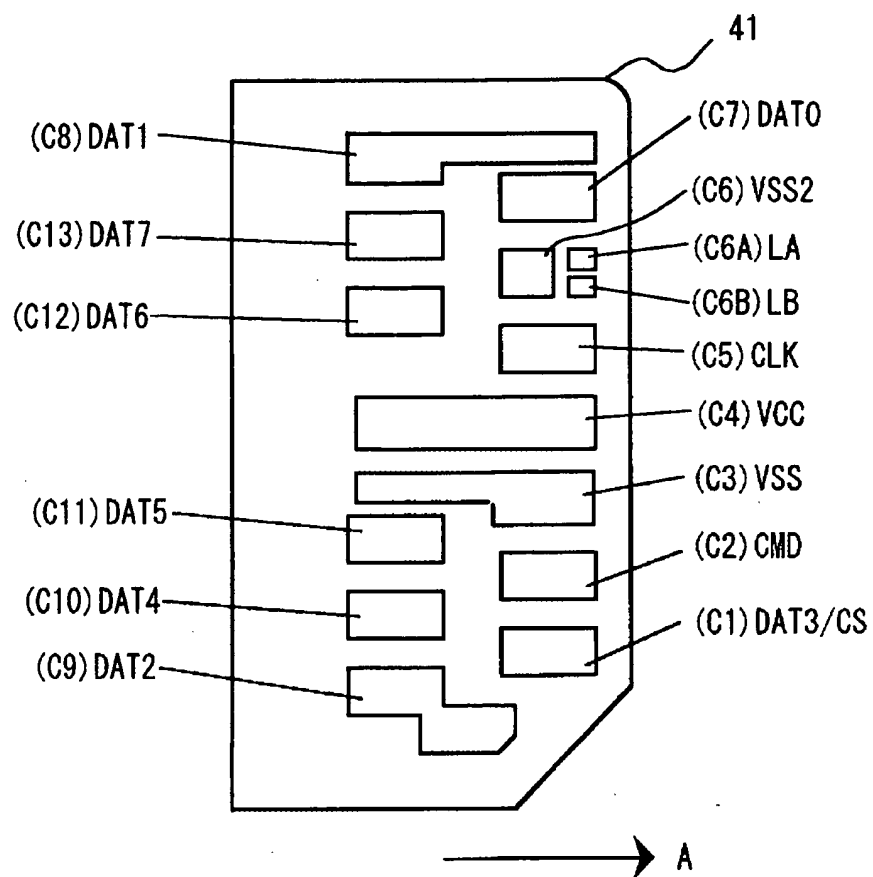 41
(C8)DAT1
(C7)DAT0
(C6)VSS2
(C13)DAT7
(C6A)LA
(C6B)LB
(C12)DAT6
(C5)CLK
(C4)VCC
(C3)VSS
(C11)DAT5
(C2)CMD
(C10)DAT4
(C1)DAT3/CS
(C9)DAT2
A